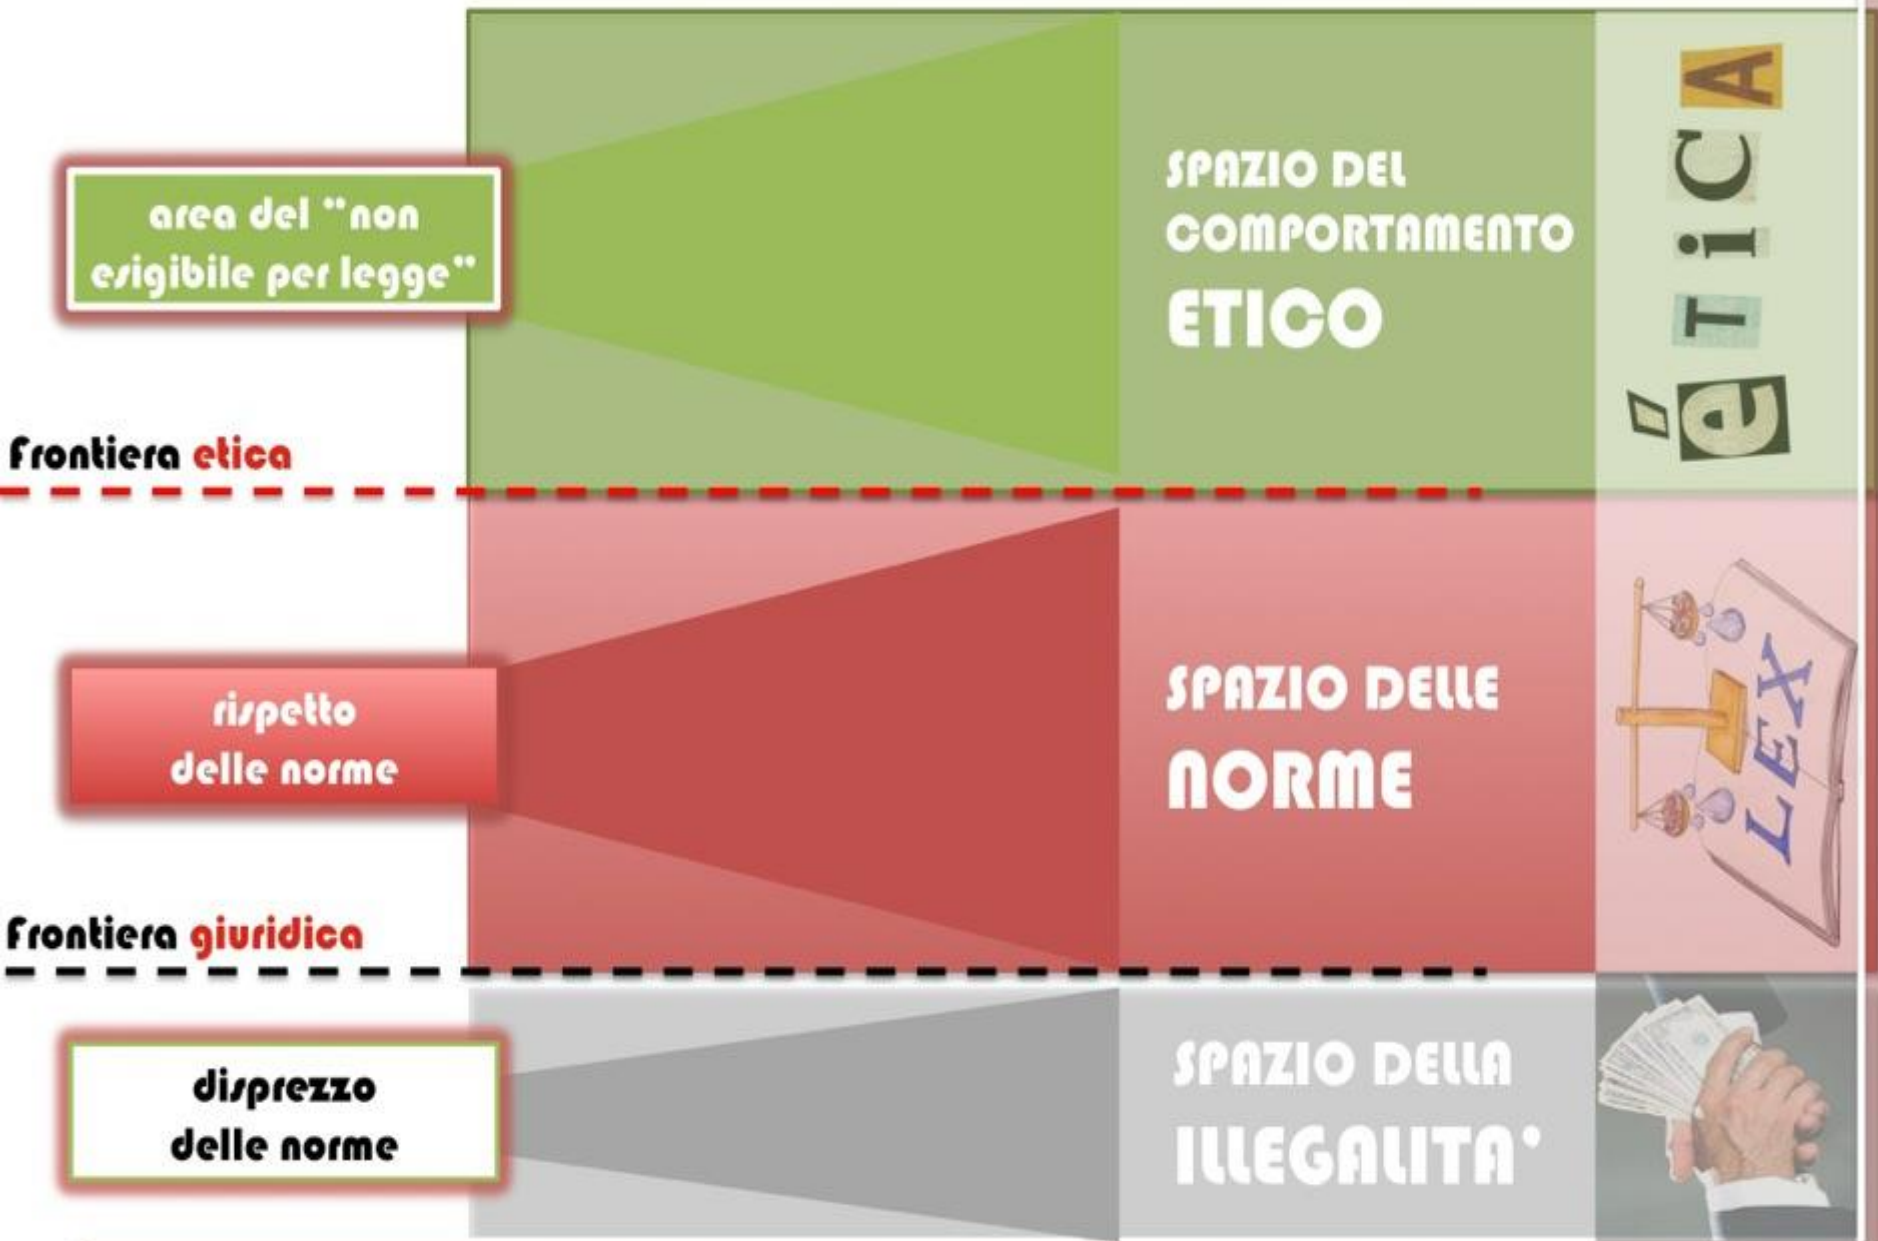 area del "non
esigibile per legge"
SPAZIO DEL
COMPORTAMENTO
ETICO
éTiCA
Frontiera etica
rispetto
delle norme
SPAZIO DELLE
NORME
LEX
Frontiera giuridica
disprezzo
delle norme
SPAZIO DELLA
ILLEGALITA'